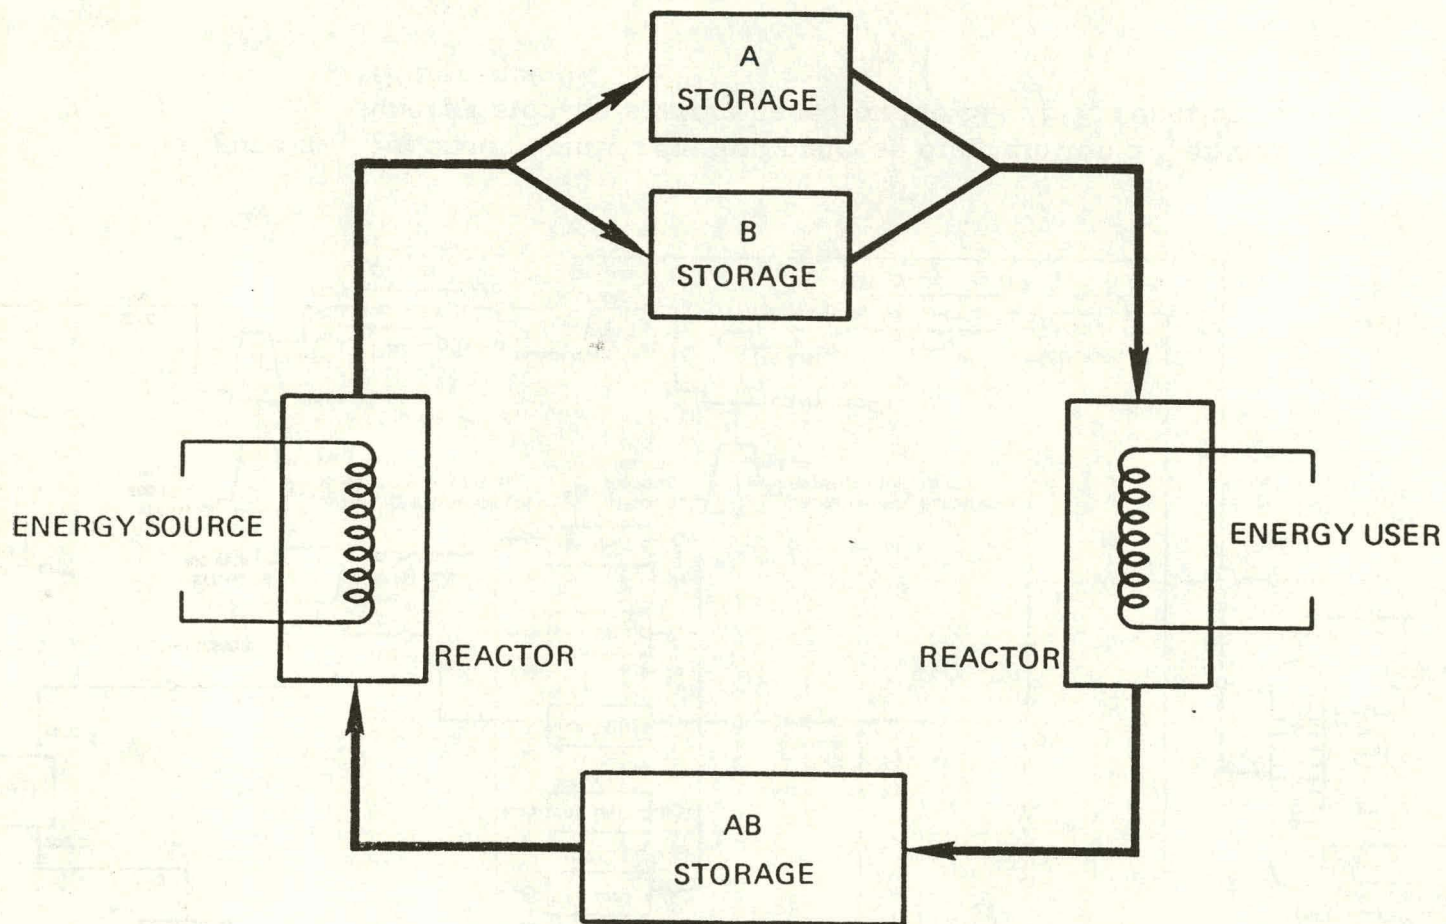 A
STORAGE
B
STORAGE
ENERGY SOURCE
ENERGY USER
REACTOR
REACTOR
AB
STORAGE